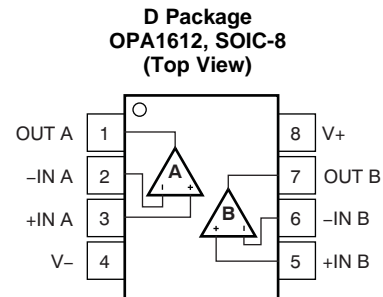 D Package
OPA1612, SOIC-8
(Top View)
OUT A 1 8 V+
−IN A 2 A 7 OUT B
+IN A 3 B 6 −IN B
V− 4 5 +IN B